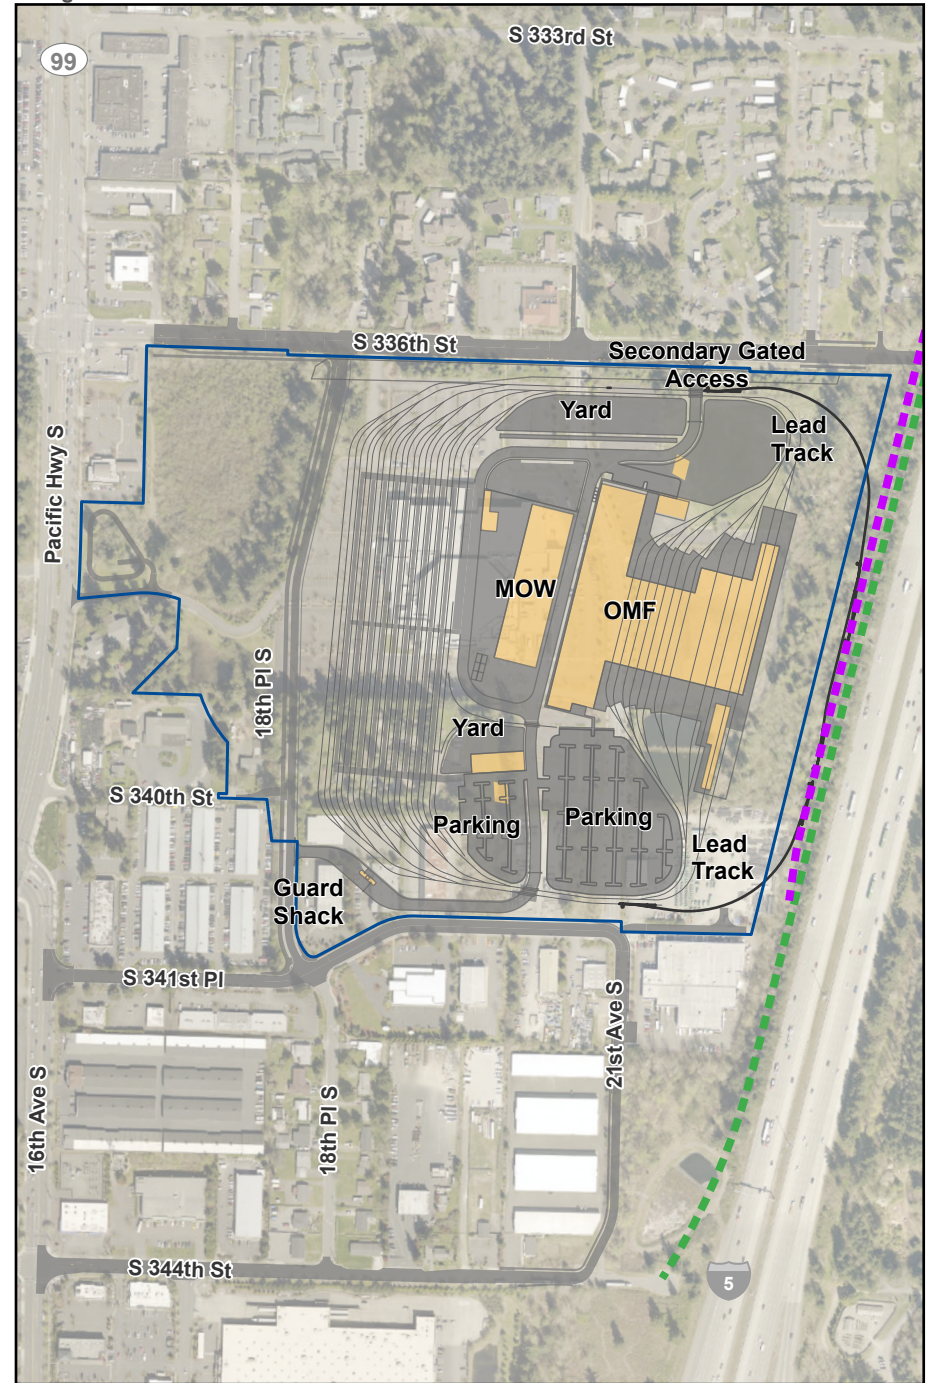 S 333rd St
99
S 336th St
Secondary Gated
Access
Yard
Lead
Track
Pacific Hwy S
MOW
OMF
18th Pl S
Yard
S 340th St
Parking
Parking
Lead
Track
Guard
Shack
S 341st Pl
21st Ave S
16th Ave S
18th Pl S
S 344th St
5